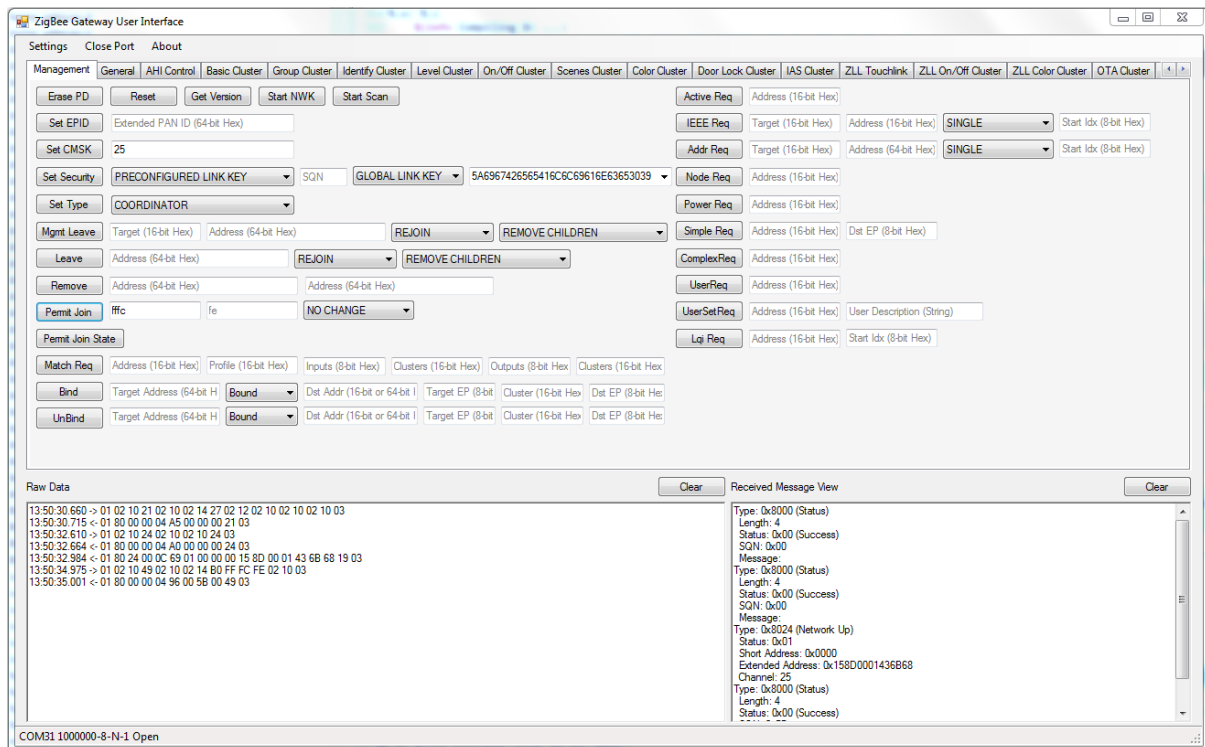 ZigBee Gateway User Interface
Settings Close Port About
Management General AHI Control Basic Cluster Group Cluster Identify Cluster Level Cluster On/Off Cluster Scenes Cluster Color Cluster Door Lock Cluster IAS Cluster ZLL Touchlink ZLL On/Off Cluster ZLL Color Cluster OTA Cluster
Erase PD Reset Get Version Start NWK Start Scan
Set EPID Extended PAN ID (64-bit Hex)
Set CMSK 25
Set Security PRECONFIGURED LINK KEY SQN GLOBAL LINK KEY 5A6967426565416C6C69616E63653039
Set Type COORDINATOR
Mgmt Leave Target (16-bit Hex) Address (64-bit Hex) REJOIN REMOVE CHILDREN
Leave Address (64-bit Hex) REJOIN REMOVE CHILDREN
Remove Address (64-bit Hex) Address (64-bit Hex)
Permit Join fffc fe NO CHANGE
Permit Join State
Match Req Address (16-bit Hex) Profile (16-bit Hex) Inputs (8-bit Hex) Clusters (16-bit Hex) Outputs (8-bit Hex Clusters (16-bit Hex
Bind Target Address (64-bit H Bound Dst Addr (16-bit or 64-bit I Target EP (8-bit Cluster (16-bit Hex Dst EP (8-bit He:
UnBind Target Address (64-bit H Bound Dst Addr (16-bit or 64-bit I Target EP (8-bit Cluster (16-bit Hex Dst EP (8-bit He:
Active Req Address (16-bit Hex)
IEEE Req Target (16-bit Hex) Address (16-bit Hex) SINGLE Start Idx (8-bit Hex)
Addr Req Target (16-bit Hex) Address (64-bit Hex) SINGLE Start Idx (8-bit Hex)
Node Req Address (16-bit Hex)
Power Req Address (16-bit Hex)
Simple Req Address (16-bit Hex) Dst EP (8-bit Hex)
ComplexReq Address (16-bit Hex)
UserReq Address (16-bit Hex)
UserSetReq Address (16-bit Hex) User Description (String)
Lqi Req Address (16-bit Hex) Start Idx (8-bit Hex)
Raw Data Clear
13:50:30.660 -> 01 02 10 21 02 10 02 14 27 02 12 02 10 02 10 02 10 03
13:50:30.715 <- 01 80 00 00 04 A5 00 00 00 21 03
13:50:32.610 -> 01 02 10 24 02 10 02 10 24 03
13:50:32.664 <- 01 80 00 00 04 A0 00 00 00 24 03
13:50:32.984 <- 01 80 24 00 0C 69 01 00 00 00 15 8D 00 01 43 6B 68 19 03
13:50:34.975 -> 01 02 10 49 02 10 02 14 B0 FF FC FE 02 10 03
13:50:35.001 <- 01 80 00 00 04 96 00 5B 00 49 03
Received Message View Clear
Type: 0x8000 (Status)
Length: 4
Status: 0x00 (Success)
SQN: 0x00
Message:
Type: 0x8000 (Status)
Length: 4
Status: 0x00 (Success)
SQN: 0x00
Message:
Type: 0x8024 (Network Up)
Status: 0x01
Short Address: 0x0000
Extended Address: 0x158D0001436B68
Channel: 25
Type: 0x8000 (Status)
Length: 4
Status: 0x00 (Success)
COM31 1000000-8-N-1 Open